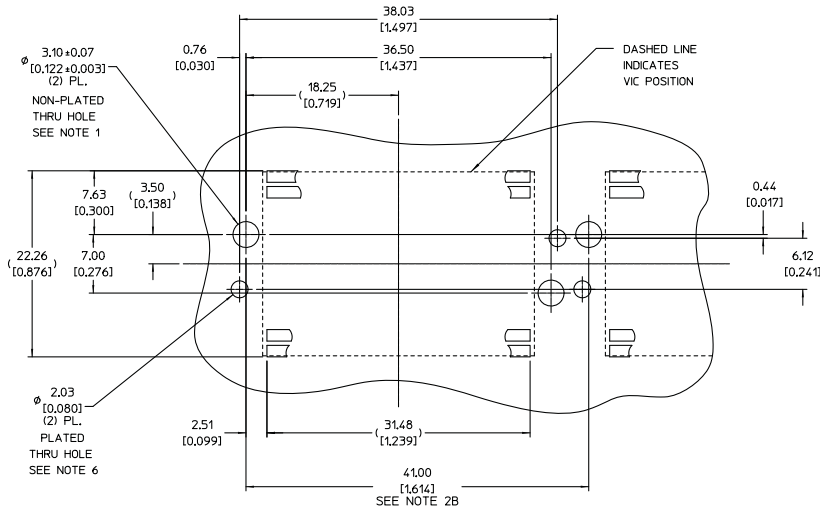 38.03
[1.497]
0.76
[0.030]
36.50
[1.437]
(18.25
[0.719])
DASHED LINE
INDICATES
VIC POSITION
⌀ 3.10±0.07
[0.122±0.003]
(2) PL.
NON-PLATED
THRU HOLE
SEE NOTE 1
7.63
[0.300]
(3.50
[0.138])
0.44
[0.017]
(22.26
[0.876])
7.00
[0.276]
6.12
[0.241]
⌀ 2.03
[0.080]
(2) PL.
PLATED
THRU HOLE
SEE NOTE 6
2.51
[0.099]
(31.48
[1.239])
41.00
[1.614]
SEE NOTE 2B